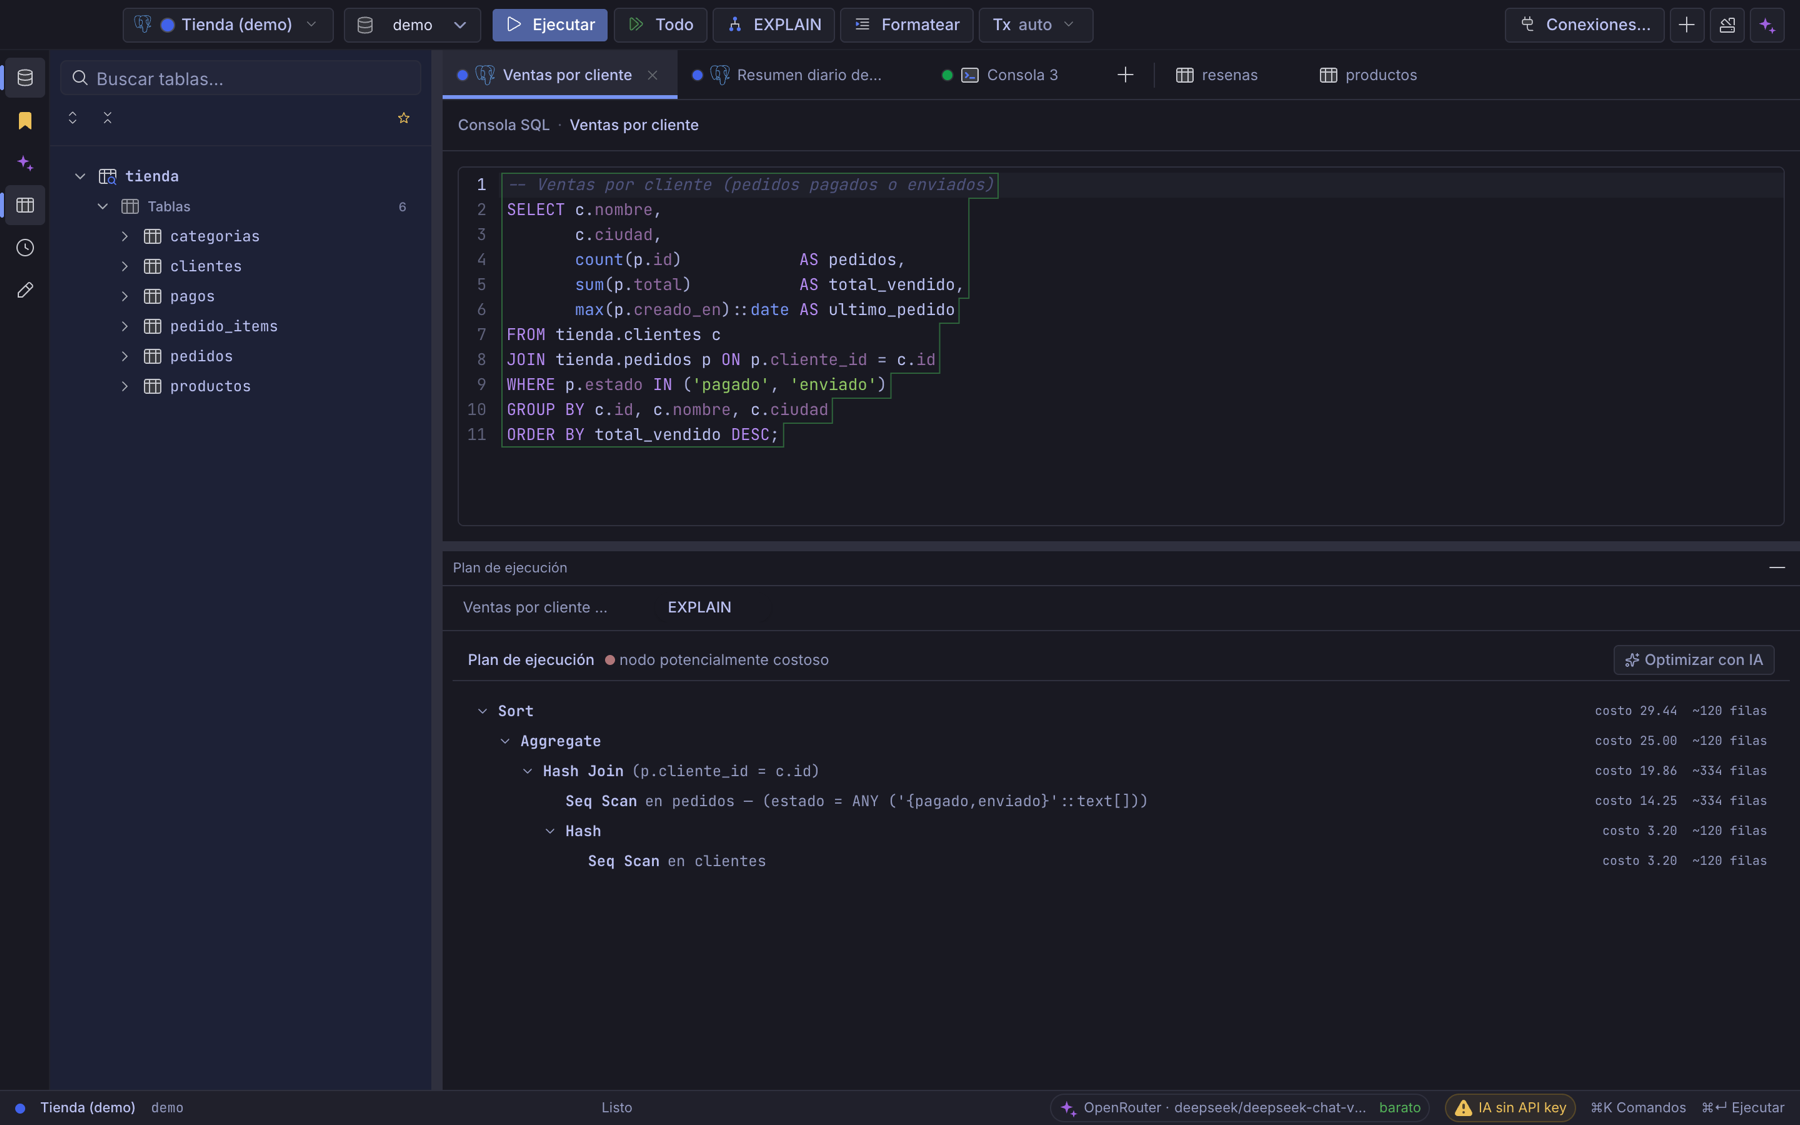 Tienda (demo)
demo
Ejecutar
Todo
EXPLAIN
Formatear
Tx auto
Conexiones...
Buscar tablas...
Ventas por cliente
Resumen diario de...
Consola 3
resenas
productos
Consola SQL · Ventas por cliente
tienda
Tablas 6
categorias
clientes
pagos
pedido_items
pedidos
productos
1 -- Ventas por cliente (pedidos pagados o enviados)
2 SELECT c.nombre,
3 c.ciudad,
4 count(p.id) AS pedidos,
5 sum(p.total) AS total_vendido,
6 max(p.creado_en)::date AS ultimo_pedido
7 FROM tienda.clientes c
8 JOIN tienda.pedidos p ON p.cliente_id = c.id
9 WHERE p.estado IN ('pagado', 'enviado')
10 GROUP BY c.id, c.nombre, c.ciudad
11 ORDER BY total_vendido DESC;
Plan de ejecución
Ventas por cliente ...
EXPLAIN
Plan de ejecución nodo potencialmente costoso
Optimizar con IA
Sort costo 29.44 ~120 filas
Aggregate costo 25.00 ~120 filas
Hash Join (p.cliente_id = c.id) costo 19.86 ~334 filas
Seq Scan en pedidos — (estado = ANY ('{pagado,enviado}'::text[])) costo 14.25 ~334 filas
Hash costo 3.20 ~120 filas
Seq Scan en clientes costo 3.20 ~120 filas
Tienda (demo) demo
Listo
OpenRouter · deepseek/deepseek-chat-v... barato
IA sin API key
⌘K Comandos
⌘↵ Ejecutar